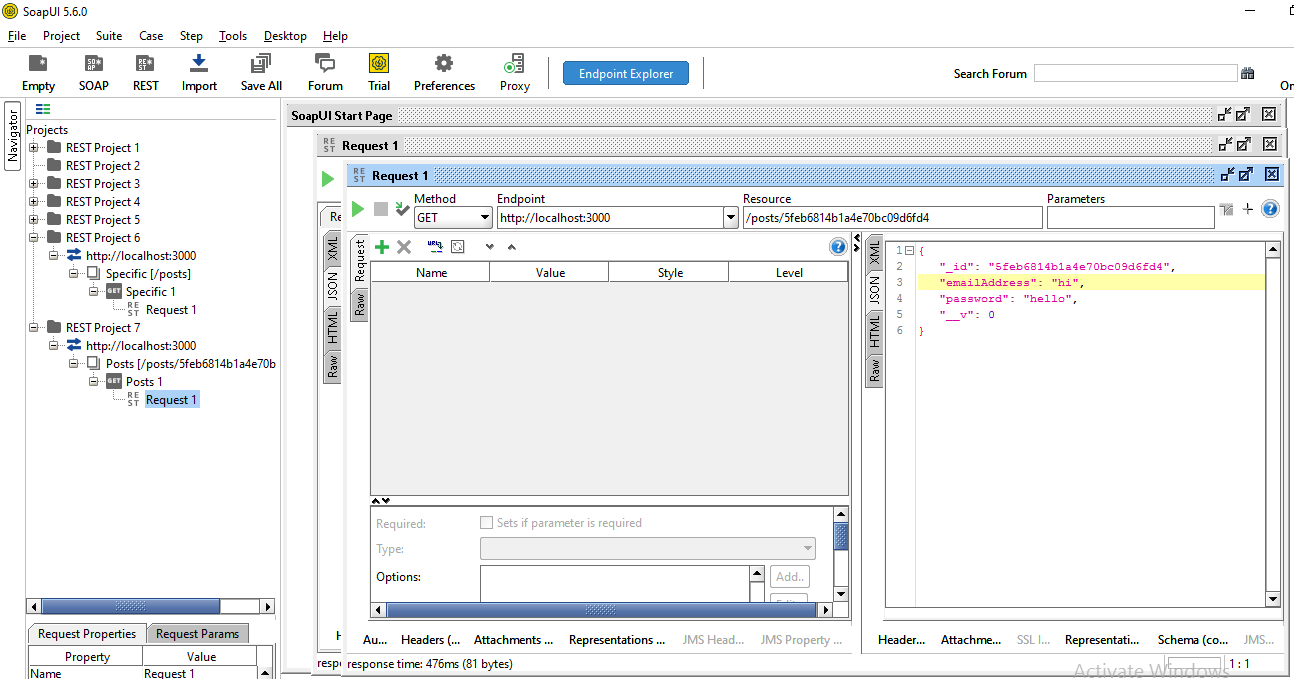 SoapUI 5.6.0
File Project Suite Case Step Tools Desktop Help
Empty SOAP REST Import Save All Forum Trial Preferences Proxy Endpoint Explorer Search Forum
Navigator
Projects
REST Project 1
REST Project 2
REST Project 3
REST Project 4
REST Project 5
REST Project 6
http://localhost:3000
Specific [/posts]
GET Specific 1
REST Request 1
REST Project 7
http://localhost:3000
Posts [/posts/5feb6814b1a4e70b
GET Posts 1
REST Request 1
Request Properties Request Params
Property Value
Name Request 1
SoapUI Start Page
REST Request 1
Re
XML
JSON
HTML
Raw
REST Request 1
Method Endpoint Resource Parameters
GET http://localhost:3000 /posts/5feb6814b1a4e70bc09d6fd4
Request
Raw
Name Value Style Level
Required: Sets if parameter is required
Type:
Options: Add..
Au... Headers (... Attachments ... Representations ... JMS Head... JMS Property ...
response time: 476ms (81 bytes)
XML
JSON
HTML
Raw
1 {
2 "_id": "5feb6814b1a4e70bc09d6fd4",
3 "emailAddress": "hi",
4 "password": "hello",
5 "__v": 0
6 }
Header... Attachme... SSL I... Representati... Schema (co... JMS...
Activate Windows
1 : 1